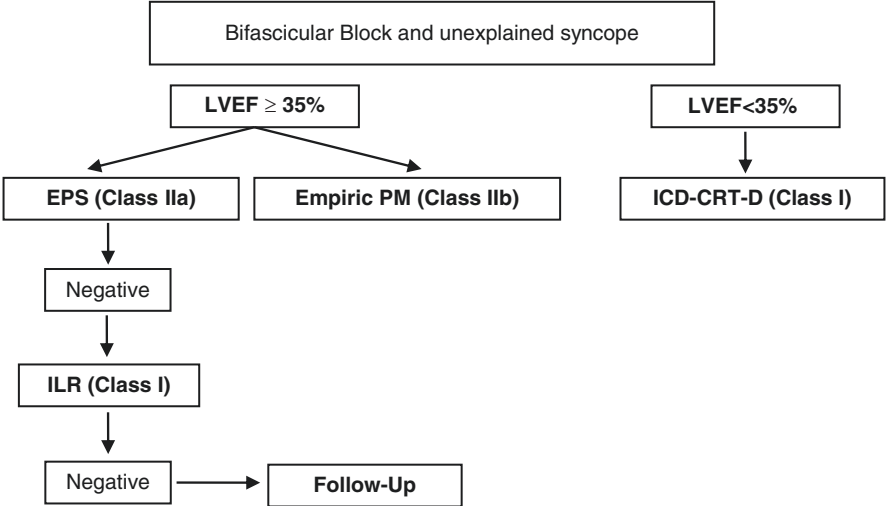 Bifascicular Block and unexplained syncope
LVEF ≥ 35%
LVEF<35%
EPS (Class IIa)
Empiric PM (Class IIb)
ICD-CRT-D (Class I)
Negative
ILR (Class I)
Negative
Follow-Up